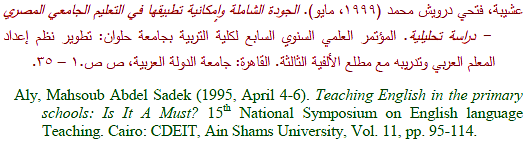 عشيبة، فتحي درويش محمد (١٩٩٩، مايو). الجودة الشاملة وإمكانية تطبيقها في التعليم الجامعي المصري
– دراسة تحليلية. المؤتمر العلمي السنوي السابع لكلية التربية بجامعة حلوان: تطوير نظم إعداد
المعلم العربي وتدريبه مع مطلع الألفية الثالثة. القاهرة: جامعة الدولة العربية، ص ص.١ – ٣٥.
Aly, Mahsoub Abdel Sadek (1995, April 4-6). Teaching English in the primary
schools: Is It A Must? 15th National Symposium on English language
Teaching. Cairo: CDEIT, Ain Shams University, Vol. 11, pp. 95-114.